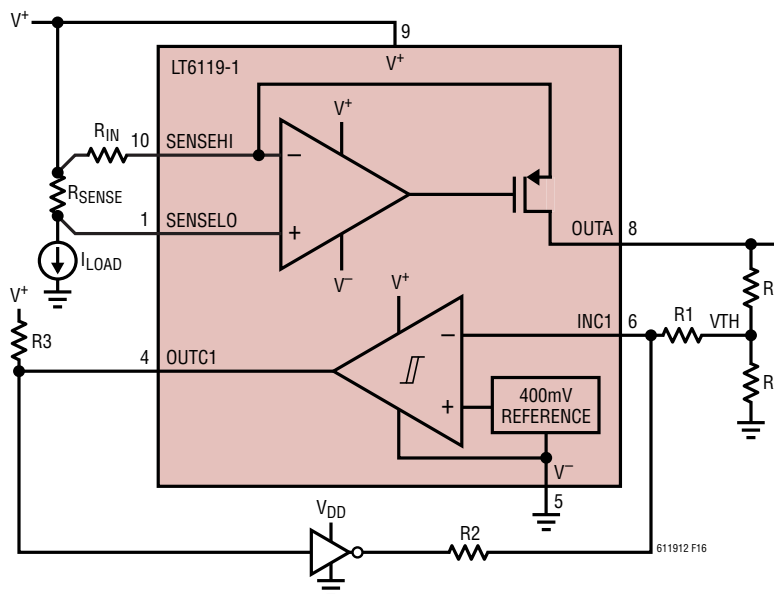 V+
9
LT6119-1
V+
V+
RIN
10
SENSEHI
−
RSENSE
1
SENSELO
+
OUTA
8
ILOAD
V−
V+
V+
R
R3
INC1
6
R1
VTH
−
4
OUTC1
400mV
REFERENCE
+
R
V−
5
VDD
R2
611912 F16